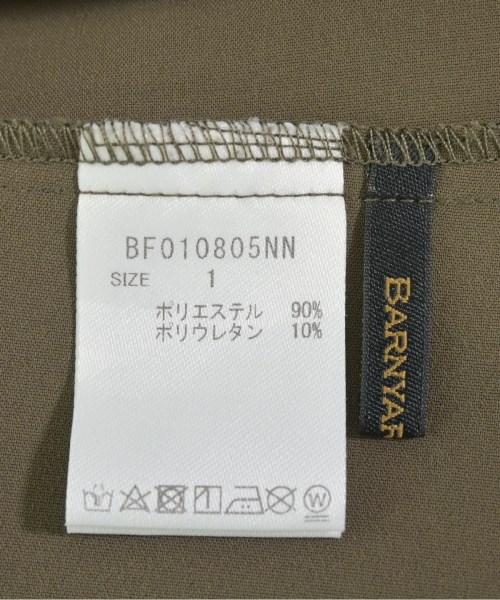 BF010805NN
SIZE 1
ポリエステル 90%
ポリウレタン 10%
W
BARNYAR